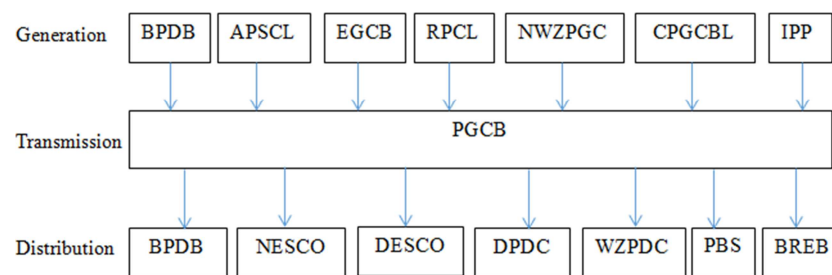 Generation BPDB APSCL EGCB RPCL NWZPGC CPGCBL IPP
Transmission PGCB
Distribution BPDB NESCO DESCO DPDC WZPDC PBS BREB